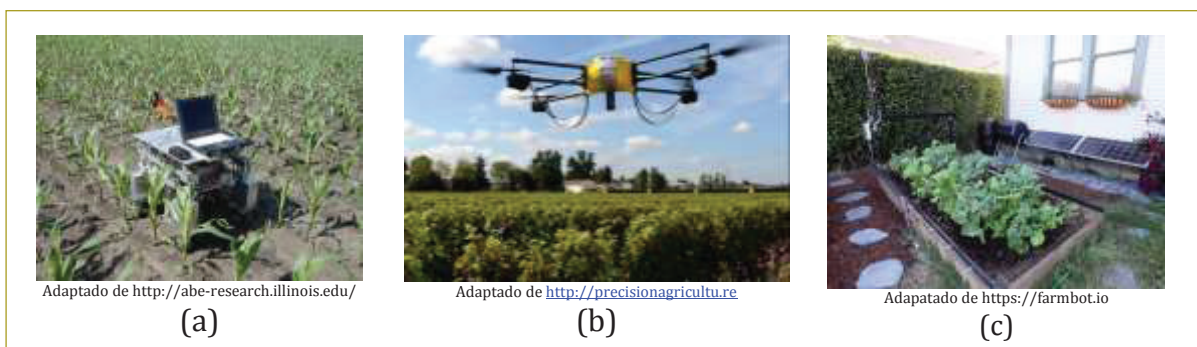 Adaptado de http://abe-research.illinois.edu/
Adaptado de http://precisionagricultu.re
Adapatado de https://farmbot.io
(a)
(b)
(c)